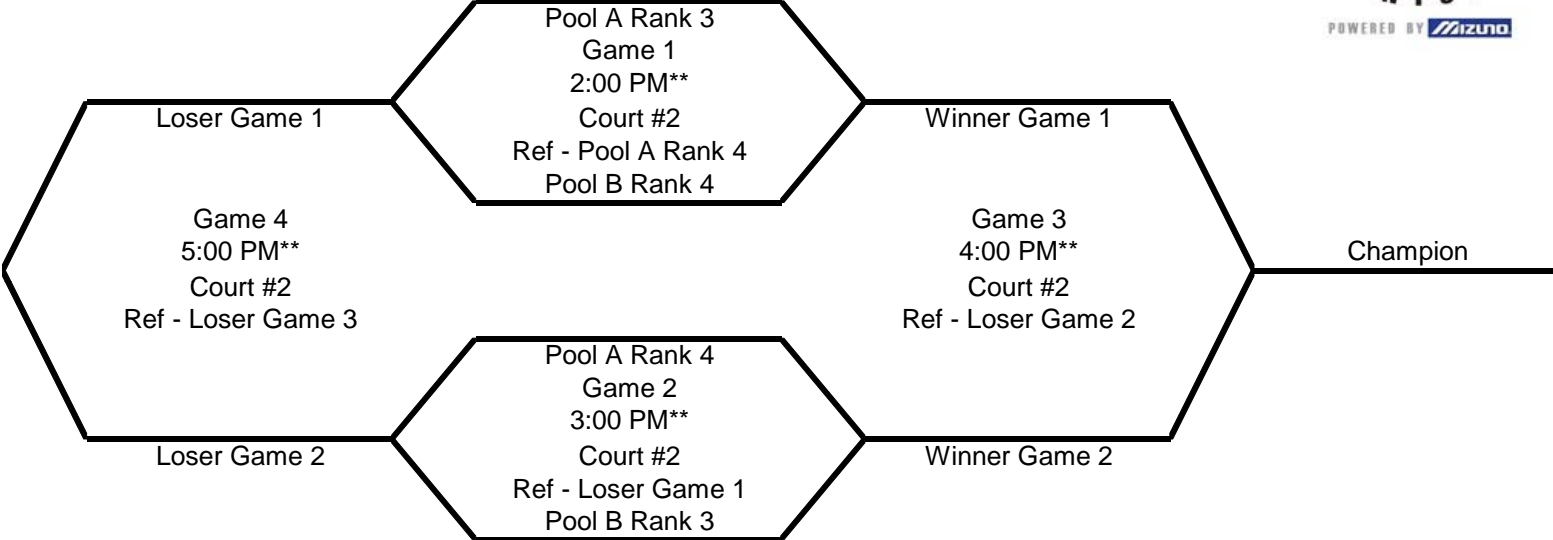 POWERED BY MIZUNO
Pool A Rank 3
Game 1
2:00 PM**
Court #2
Ref - Pool A Rank 4
Pool B Rank 4
Loser Game 1
Winner Game 1
Game 4
5:00 PM**
Court #2
Ref - Loser Game 3
Game 3
4:00 PM**
Court #2
Ref - Loser Game 2
Champion
Pool A Rank 4
Game 2
3:00 PM**
Court #2
Ref - Loser Game 1
Pool B Rank 3
Loser Game 2
Winner Game 2